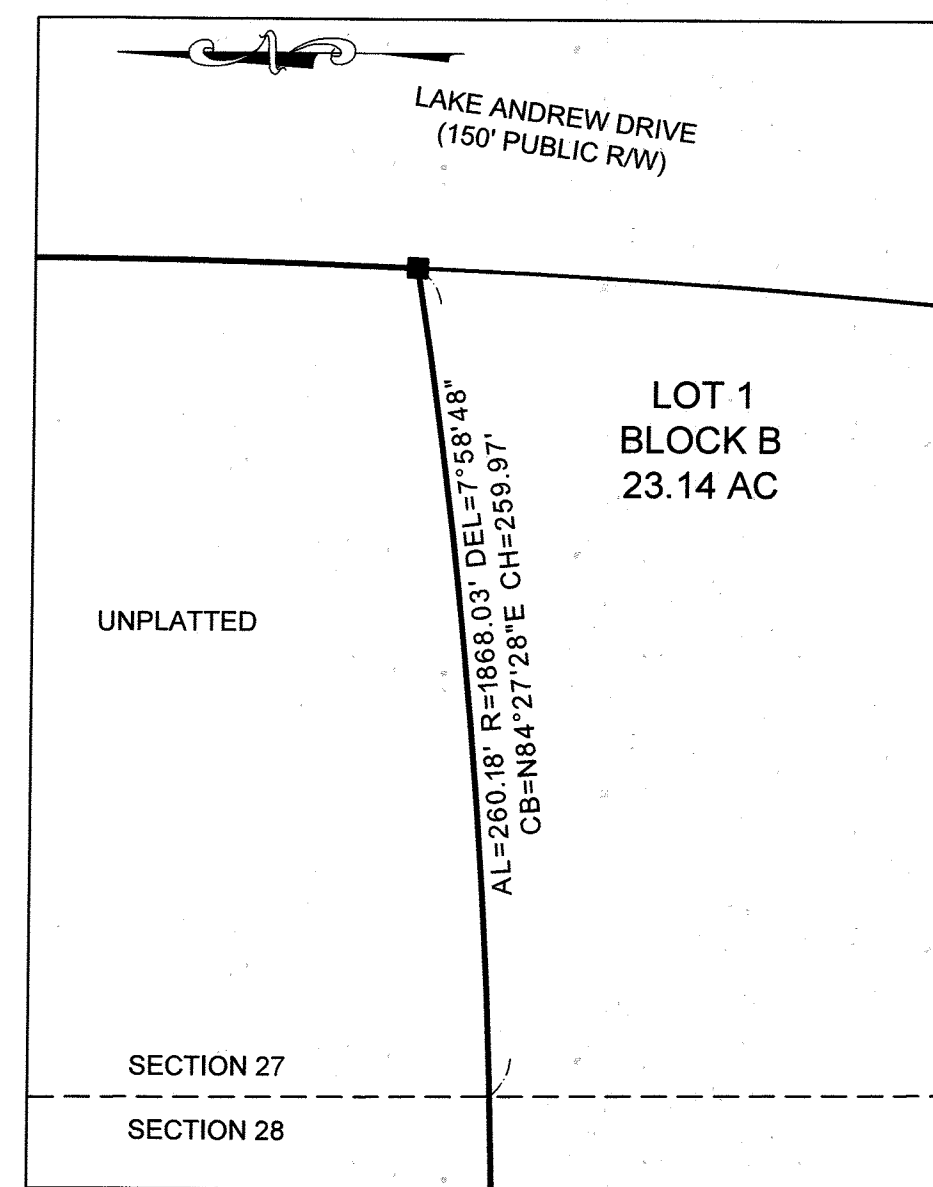 LAKE ANDREW DRIVE
(150' PUBLIC R/W)
LOT 1
BLOCK B
23.14 AC
AL=260.18' R=1868.03' DEL=7°58'48"
CB=N84°27'28"E CH=259.97'
UNPLATTED
SECTION 27
SECTION 28